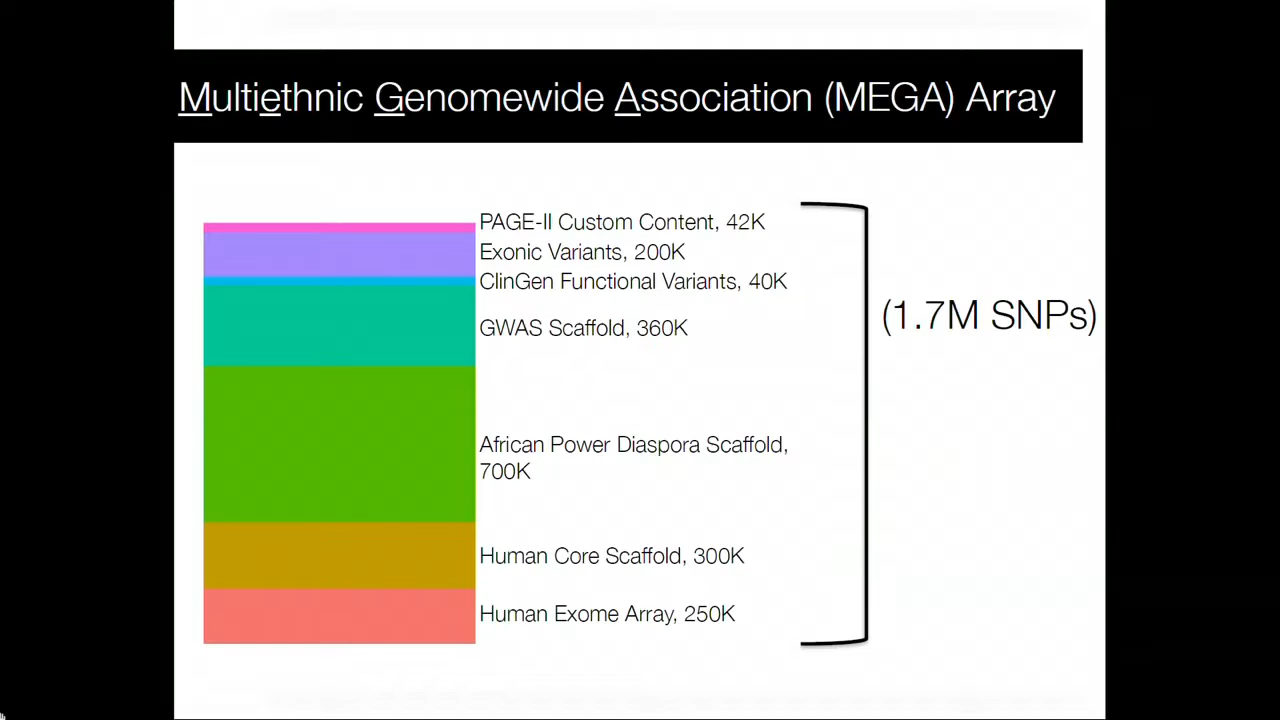 Multiethnic Genomewide Association (MEGA) Array
PAGE-II Custom Content, 42K
Exonic Variants, 200K
ClinGen Functional Variants, 40K
GWAS Scaffold, 360K
(1.7M SNPs)
African Power Diaspora Scaffold,
700K
Human Core Scaffold, 300K
Human Exome Array, 250K